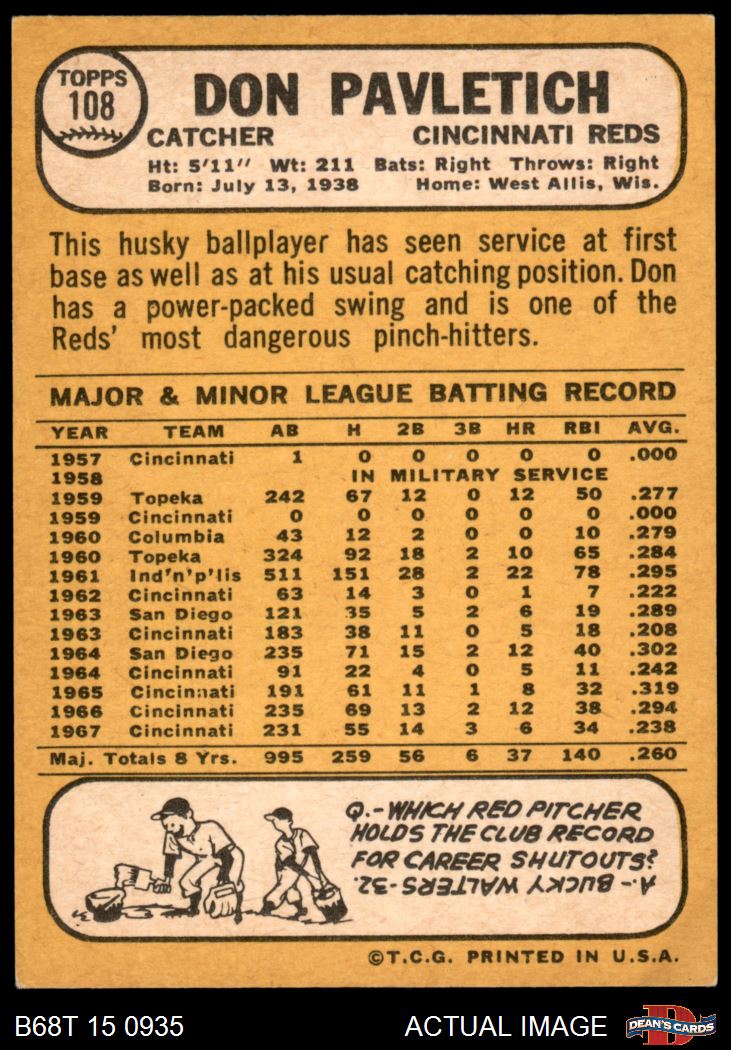 TOPPS
108
DON PAVLETICH
CATCHER CINCINNATI REDS
Ht: 5'11" Wt: 211 Bats: Right Throws: Right
Born: July 13, 1938 Home: West Allis, Wis.
This husky ballplayer has seen service at first
base as well as at his usual catching position. Don
has a power-packed swing and is one of the
Reds' most dangerous pinch-hitters.
MAJOR & MINOR LEAGUE BATTING RECORD
YEAR TEAM AB H 2B 3B HR RBI AVG.
1957 Cincinnati 1 0 0 0 0 0 .000
1958 IN MILITARY SERVICE
1959 Topeka 242 67 12 0 12 50 .277
1959 Cincinnati 0 0 0 0 0 0 .000
1960 Columbia 43 12 2 0 0 10 .279
1960 Topeka 324 92 18 2 10 65 .284
1961 Ind'n'p'lis 511 151 28 2 22 78 .295
1962 Cincinnati 63 14 3 0 1 7 .222
1963 San Diego 121 35 5 2 6 19 .289
1963 Cincinnati 183 38 11 0 5 18 .208
1964 San Diego 235 71 15 2 12 40 .302
1964 Cincinnati 91 22 4 0 5 11 .242
1965 Cincinnati 191 61 11 1 8 32 .319
1966 Cincinnati 235 69 13 2 12 38 .294
1967 Cincinnati 231 55 14 3 6 34 .238
Maj. Totals 8 Yrs. 995 259 56 6 37 140 .260
Q.-WHICH RED PITCHER
HOLDS THE CLUB RECORD
FOR CAREER SHUTOUTS?
A.-BUCKY WALTERS-32.
©T.C.G. PRINTED IN U.S.A.
B68T 15 0935 ACTUAL IMAGE D DEAN'S CARDS